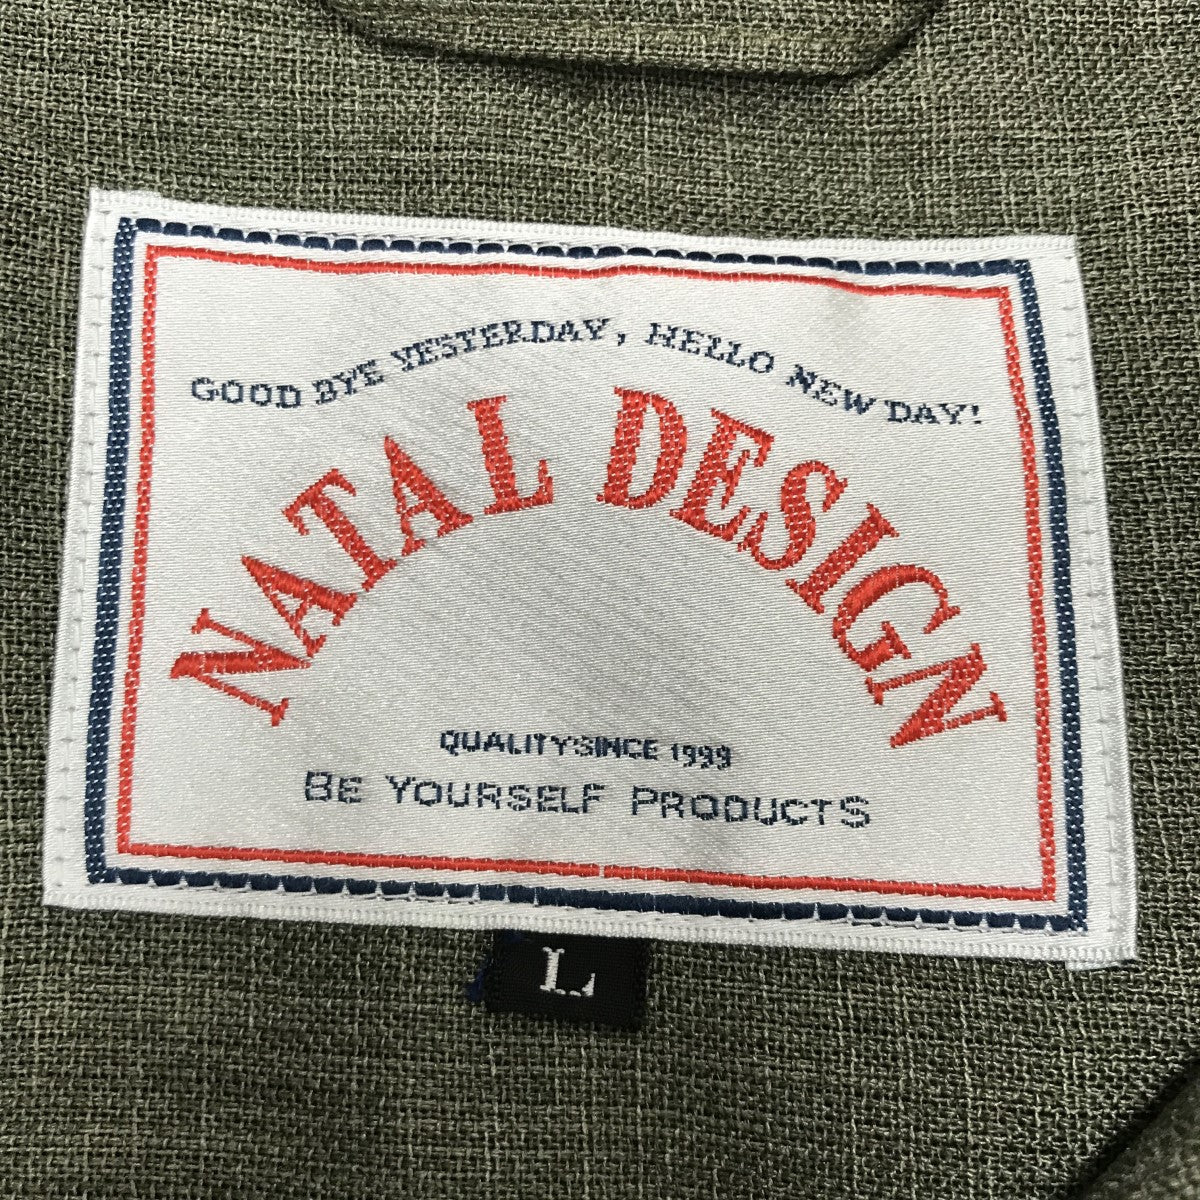 GOOD BYE YESTERDAY, HELLO NEW DAY!
NATAL DESIGN
QUALITY SINCE 1999
BE YOURSELF PRODUCTS
L